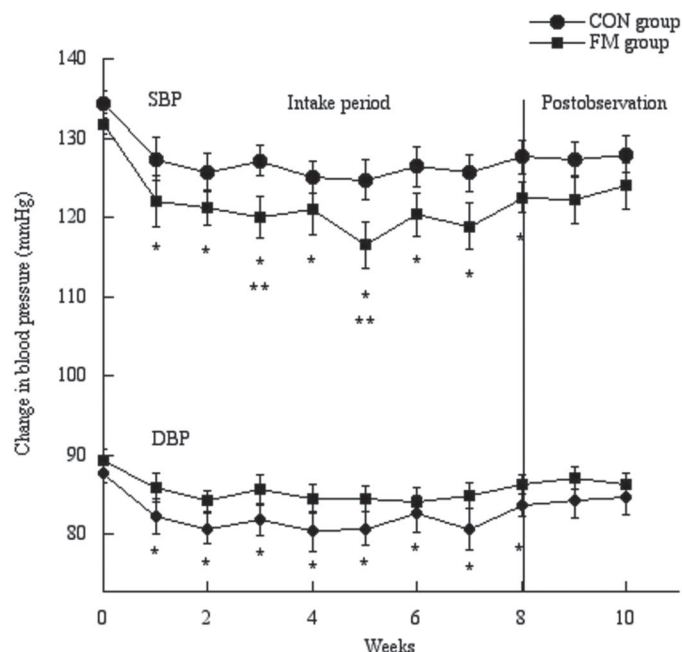 CON group
FM group
140
130
120
110
100
90
80
SBP
Intake period
Postobservation
* * * * * * * *
** **
DBP
* * * * * * * *
0 2 4 6 8 10
Weeks
Change in blood pressure (mmHg)